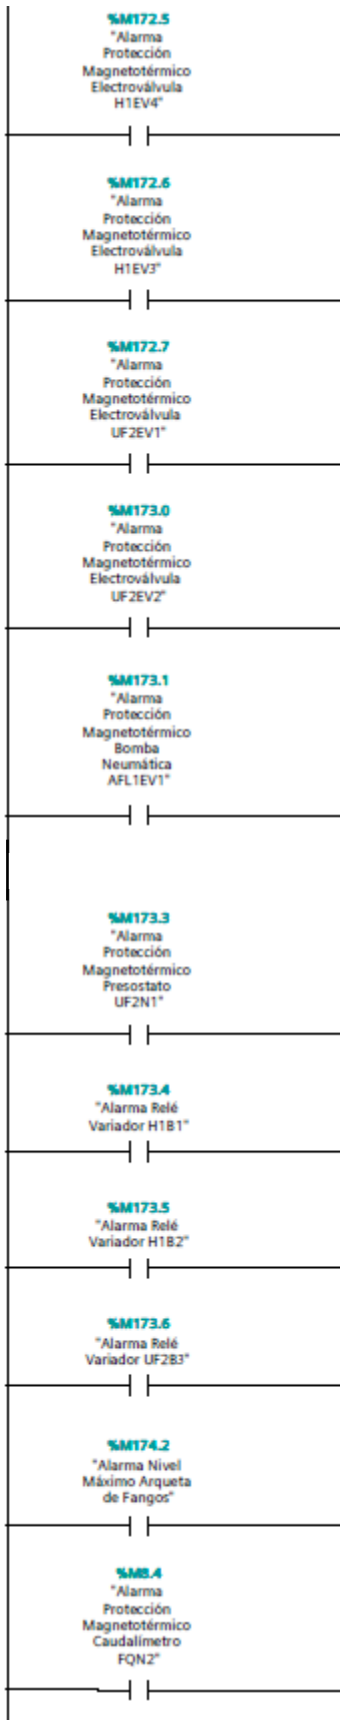 %M172.5
"Alarma
Protección
Magnetotérmico
Electroválvula
H1EV4"
%M172.6
"Alarma
Protección
Magnetotérmico
Electroválvula
H1EV3"
%M172.7
"Alarma
Protección
Magnetotérmico
Electroválvula
UF2EV1"
%M173.0
"Alarma
Protección
Magnetotérmico
Electroválvula
UF2EV2"
%M173.1
"Alarma
Protección
Magnetotérmico
Bomba
Neumática
AFL1EV1"
%M173.3
"Alarma
Protección
Magnetotérmico
Presostato
UF2N1"
%M173.4
"Alarma Relé
Variador H1B1"
%M173.5
"Alarma Relé
Variador H1B2"
%M173.6
"Alarma Relé
Variador UF2B3"
%M174.2
"Alarma Nivel
Máximo Arqueta
de Fangos"
%M8.4
"Alarma
Protección
Magnetotérmico
Caudalímetro
FQN2"